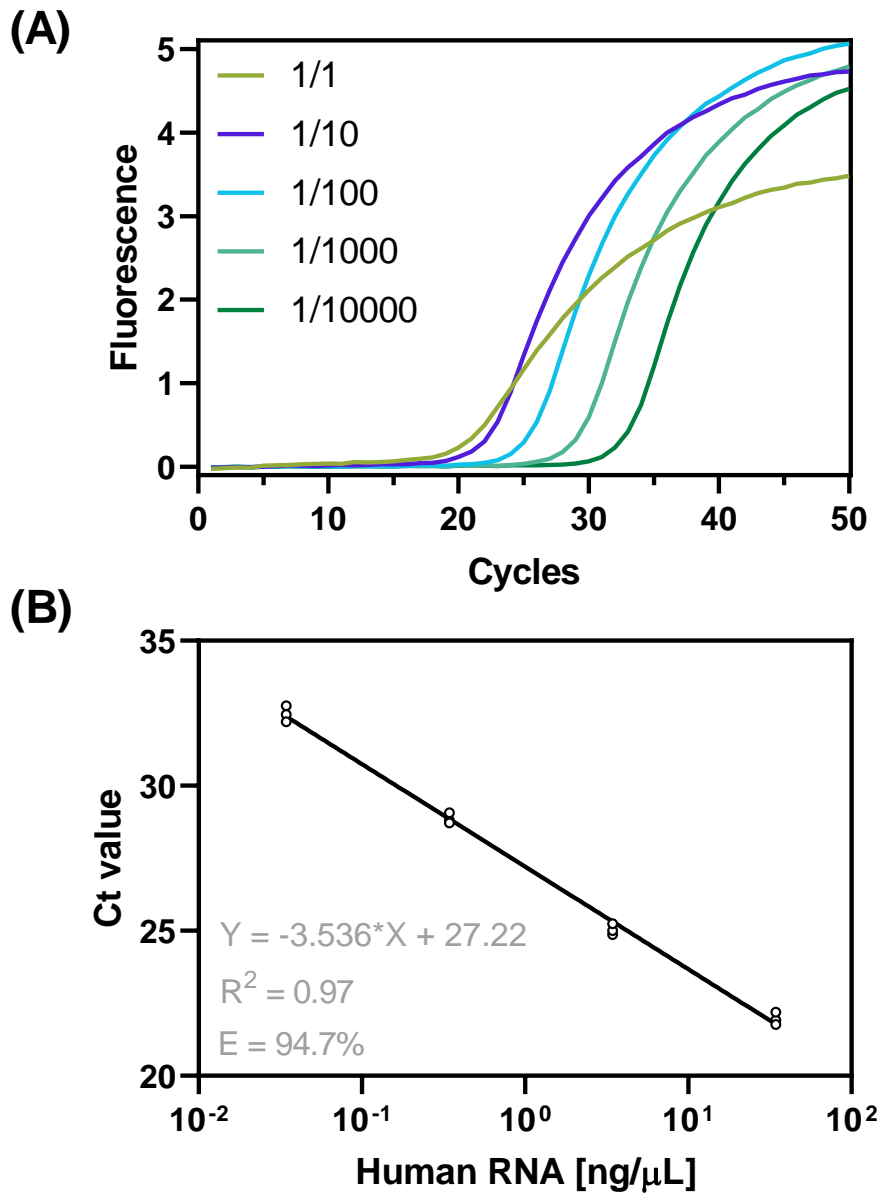 (A)
5
4
3
2
1
0
Fluorescence
1/1
1/10
1/100
1/1000
1/10000
0 10 20 30 40 50
Cycles
(B)
35
30
25
20
Ct value
Y = -3.536*X + 27.22
R² = 0.97
E = 94.7%
10⁻² 10⁻¹ 10⁰ 10¹ 10²
Human RNA [ng/μL]